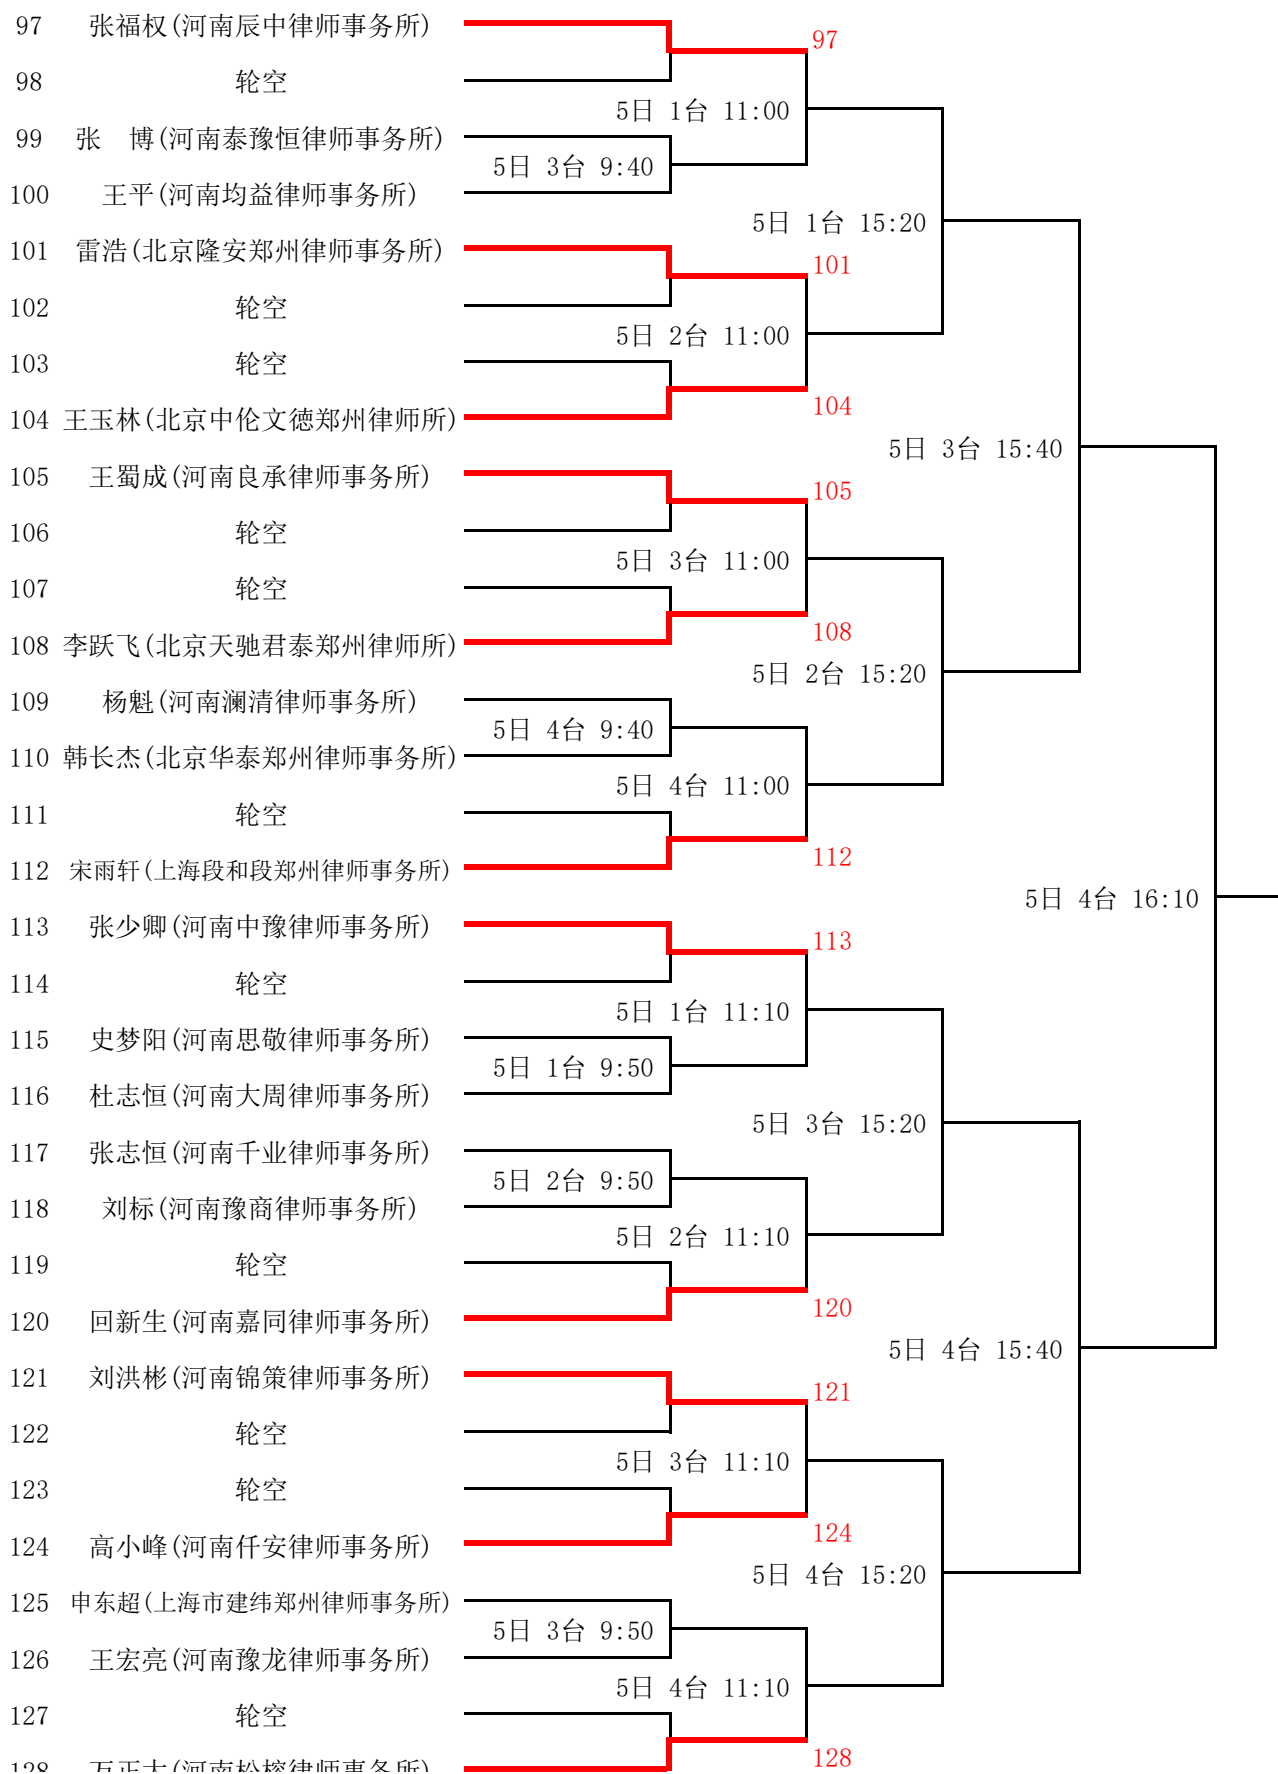 97 张福权(河南辰中律师事务所)
97
98 轮空
5日 1台 11:00
99 张　博(河南泰豫恒律师事务所)
5日 3台 9:40
100 王平(河南均益律师事务所)
5日 1台 15:20
101 雷浩(北京隆安郑州律师事务所)
101
102 轮空
5日 2台 11:00
103 轮空
104
104 王玉林(北京中伦文德郑州律师所)
5日 3台 15:40
105 王蜀成(河南良承律师事务所)
105
106 轮空
5日 3台 11:00
107 轮空
108
108 李跃飞(北京天驰君泰郑州律师所)
5日 2台 15:20
109 杨魁(河南澜清律师事务所)
5日 4台 9:40
110 韩长杰(北京华泰郑州律师事务所)
5日 4台 11:00
111 轮空
112
112 宋雨轩(上海段和段郑州律师事务所)
5日 4台 16:10
113 张少卿(河南中豫律师事务所)
113
114 轮空
5日 1台 11:10
115 史梦阳(河南思敬律师事务所)
5日 1台 9:50
116 杜志恒(河南大周律师事务所)
5日 3台 15:20
117 张志恒(河南千业律师事务所)
5日 2台 9:50
118 刘标(河南豫商律师事务所)
5日 2台 11:10
119 轮空
120
120 回新生(河南嘉同律师事务所)
5日 4台 15:40
121 刘洪彬(河南锦策律师事务所)
121
122 轮空
5日 3台 11:10
123 轮空
124
124 高小峰(河南仟安律师事务所)
5日 4台 15:20
125 申东超(上海市建纬郑州律师事务所)
5日 3台 9:50
126 王宏亮(河南豫龙律师事务所)
5日 4台 11:10
127 轮空
128
128 万正大(河南松榕律师事务所)